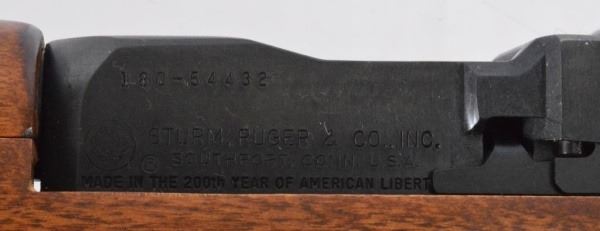 180-54432
STURM, RUGER & CO., INC.
© SOUTHPORT, CONN. U.S.A.
MADE IN THE 200th YEAR OF AMERICAN LIBERT